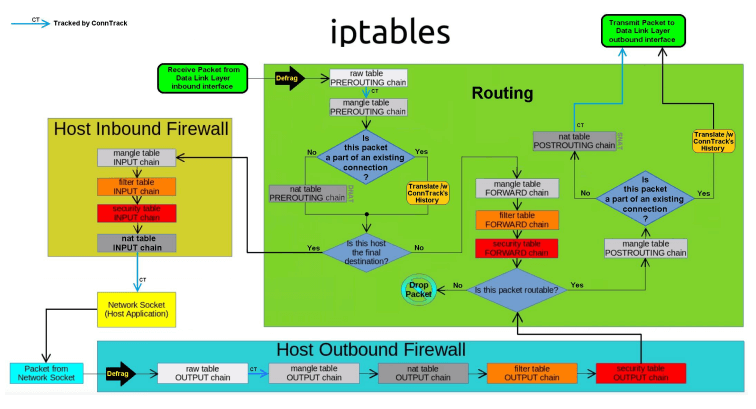 CT
Tracked by ConnTrack
iptables
Transmit Packet to
Data Link Layer
outbound interface
Receive Packet from
Data Link Layer
inbound interface
Defrag
raw table
PREROUTING chain
CT
mangle table
PREROUTING chain
Routing
CT
nat table
POSTROUTING chain
SNAT
Translate /w
ConnTrack's
History
Host Inbound Firewall
mangle table
INPUT chain
filter table
INPUT chain
security table
INPUT chain
nat table
INPUT chain
CT
Is
this packet
a part of an existing
connection
?
No
Yes
nat table
PREROUTING chain
DNAT
Translate /w
ConnTrack's
History
Is this host
the final
destination?
Yes
No
mangle table
FORWARD chain
filter table
FORWARD chain
security table
FORWARD chain
Is
this packet
a part of an existing
connection
?
No
Yes
mangle table
POSTROUTING chain
Drop
Packet
No
Is this packet routable?
Yes
Network Socket
(Host Application)
Host Outbound Firewall
Packet from
Network Socket
Defrag
raw table
OUTPUT chain
CT
mangle table
OUTPUT chain
nat table
OUTPUT chain
filter table
OUTPUT chain
security table
OUTPUT chain